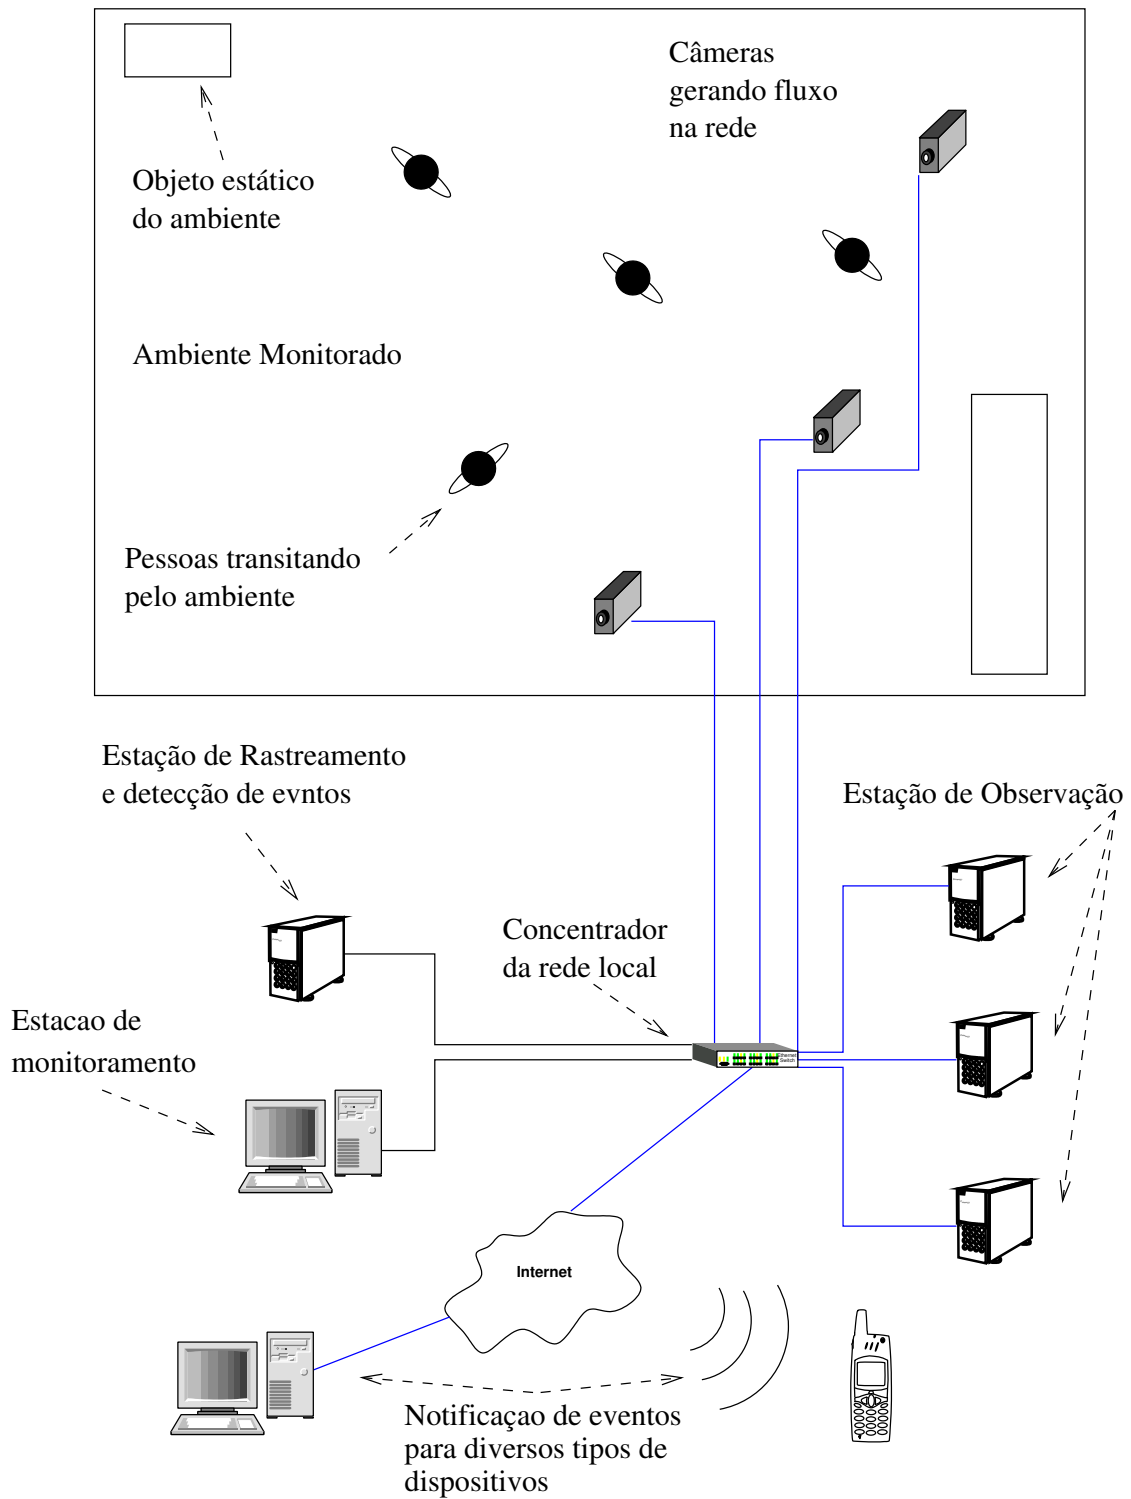 Câmeras
gerando fluxo
na rede
Objeto estático
do ambiente
Ambiente Monitorado
Pessoas transitando
pelo ambiente
Estação de Rastreamento
e detecção de evntos
Estação de Observação
Concentrador
da rede local
Estacao de
monitoramento
Ethernet
Switch
Internet
Notificaçao de eventos
para diversos tipos de
dispositivos